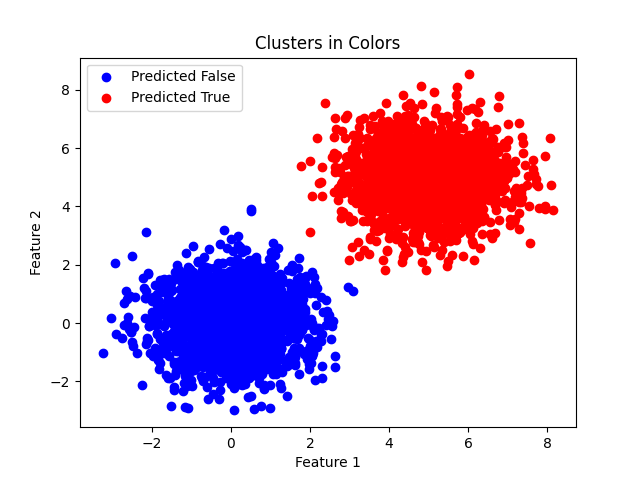 Clusters in Colors
Predicted False
Predicted True
8
6
4
2
0
−2
Feature 2
−2 0 2 4 6 8
Feature 1